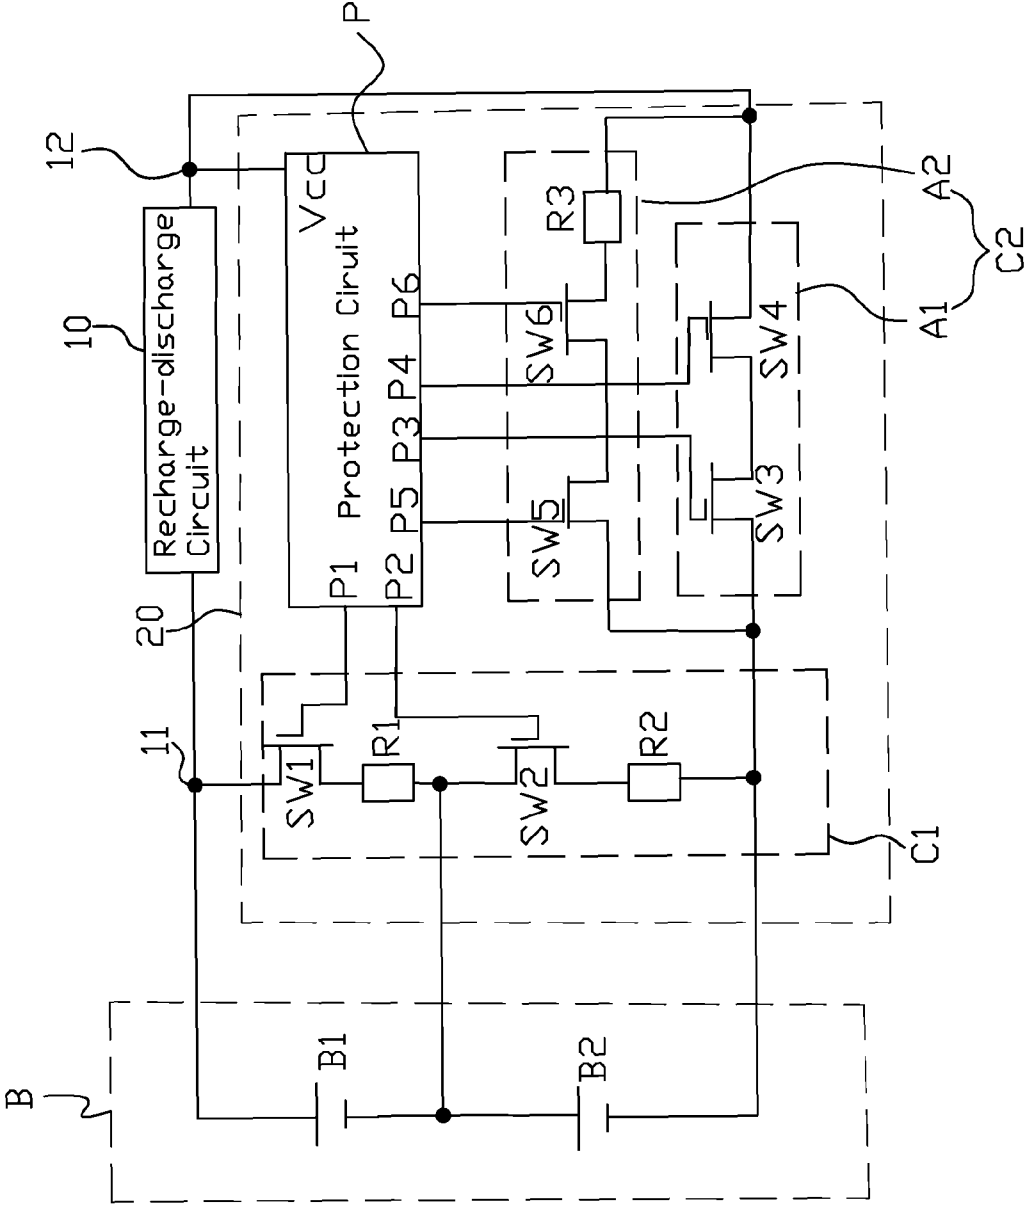 P
12
10
Recharge-discharge
Circuit
Vcc
Protection Ciruit
P6
P4
P3
P5
P2
P1
20
R3
SW6
SW5
SW4
SW3
A2
A1
C2
11
SW1
R1
SW2
R2
C1
B
B1
B2